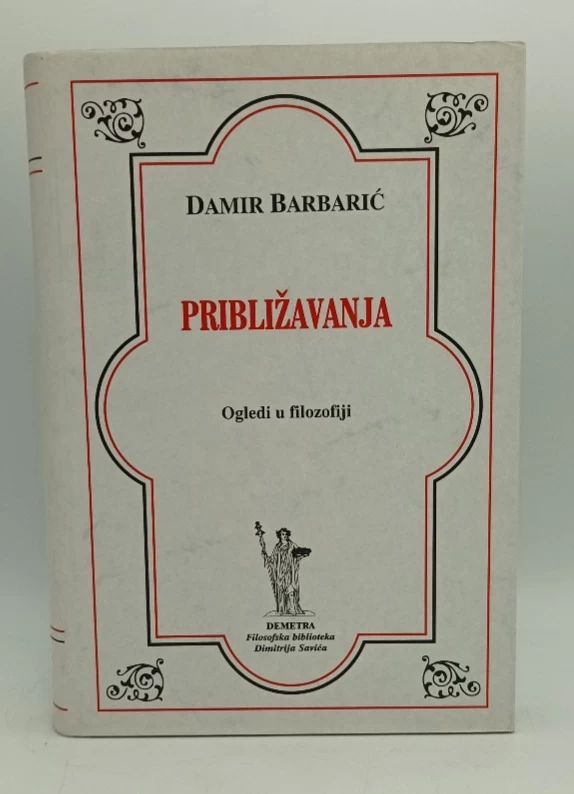 DAMIR BARBARIĆ
PRIBLIŽAVANJA
Ogledi u filozofiji
DEMETRA
Filosofska biblioteka
Dimitrija Savića